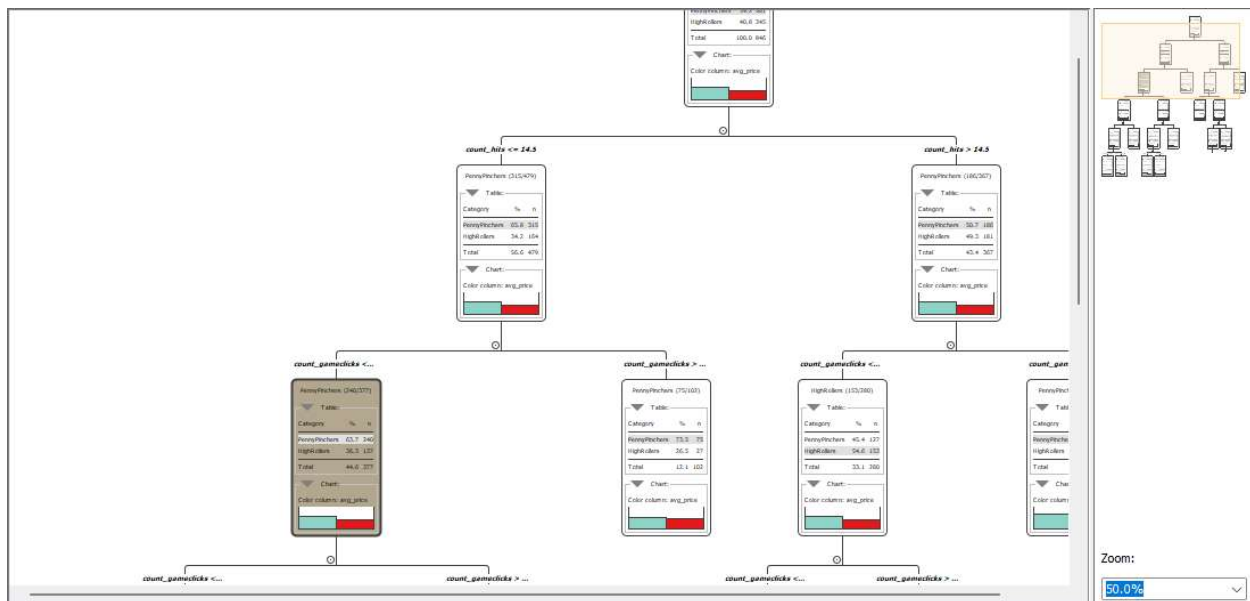 HighRollers 40.8 345
Total 100.0 846
Chart:
Color column: avg_price
count_hits <= 14.5
count_hits > 14.5
PennyPinchers (315/479)
Table:
Category % n
PennyPinchers 65.8 315
HighRollers 34.2 164
Total 56.6 479
Chart:
Color column: avg_price
PennyPinchers (186/367)
Table:
Category % n
PennyPinchers 50.7 186
HighRollers 49.3 181
Total 43.4 367
Chart:
Color column: avg_price
count_gameclicks <...
count_gameclicks > ...
count_gameclicks <...
count_gam
PennyPinchers (240/377)
Table:
Category % n
PennyPinchers 63.7 240
HighRollers 36.3 137
Total 44.6 377
Chart:
Color column: avg_price
PennyPinchers (75/102)
Table:
Category % n
PennyPinchers 73.5 75
HighRollers 26.5 27
Total 12.1 102
Chart:
Color column: avg_price
HighRollers (153/280)
Table:
Category % n
PennyPinchers 45.4 127
HighRollers 54.6 153
Total 33.1 280
Chart:
Color column: avg_price
PennyPinch
Category
PennyPinche
HighRollers
Total
Color colum
count_gameclicks <...
count_gameclicks > ...
count_gameclicks <...
count_gameclicks > ...
Zoom:
50.0%